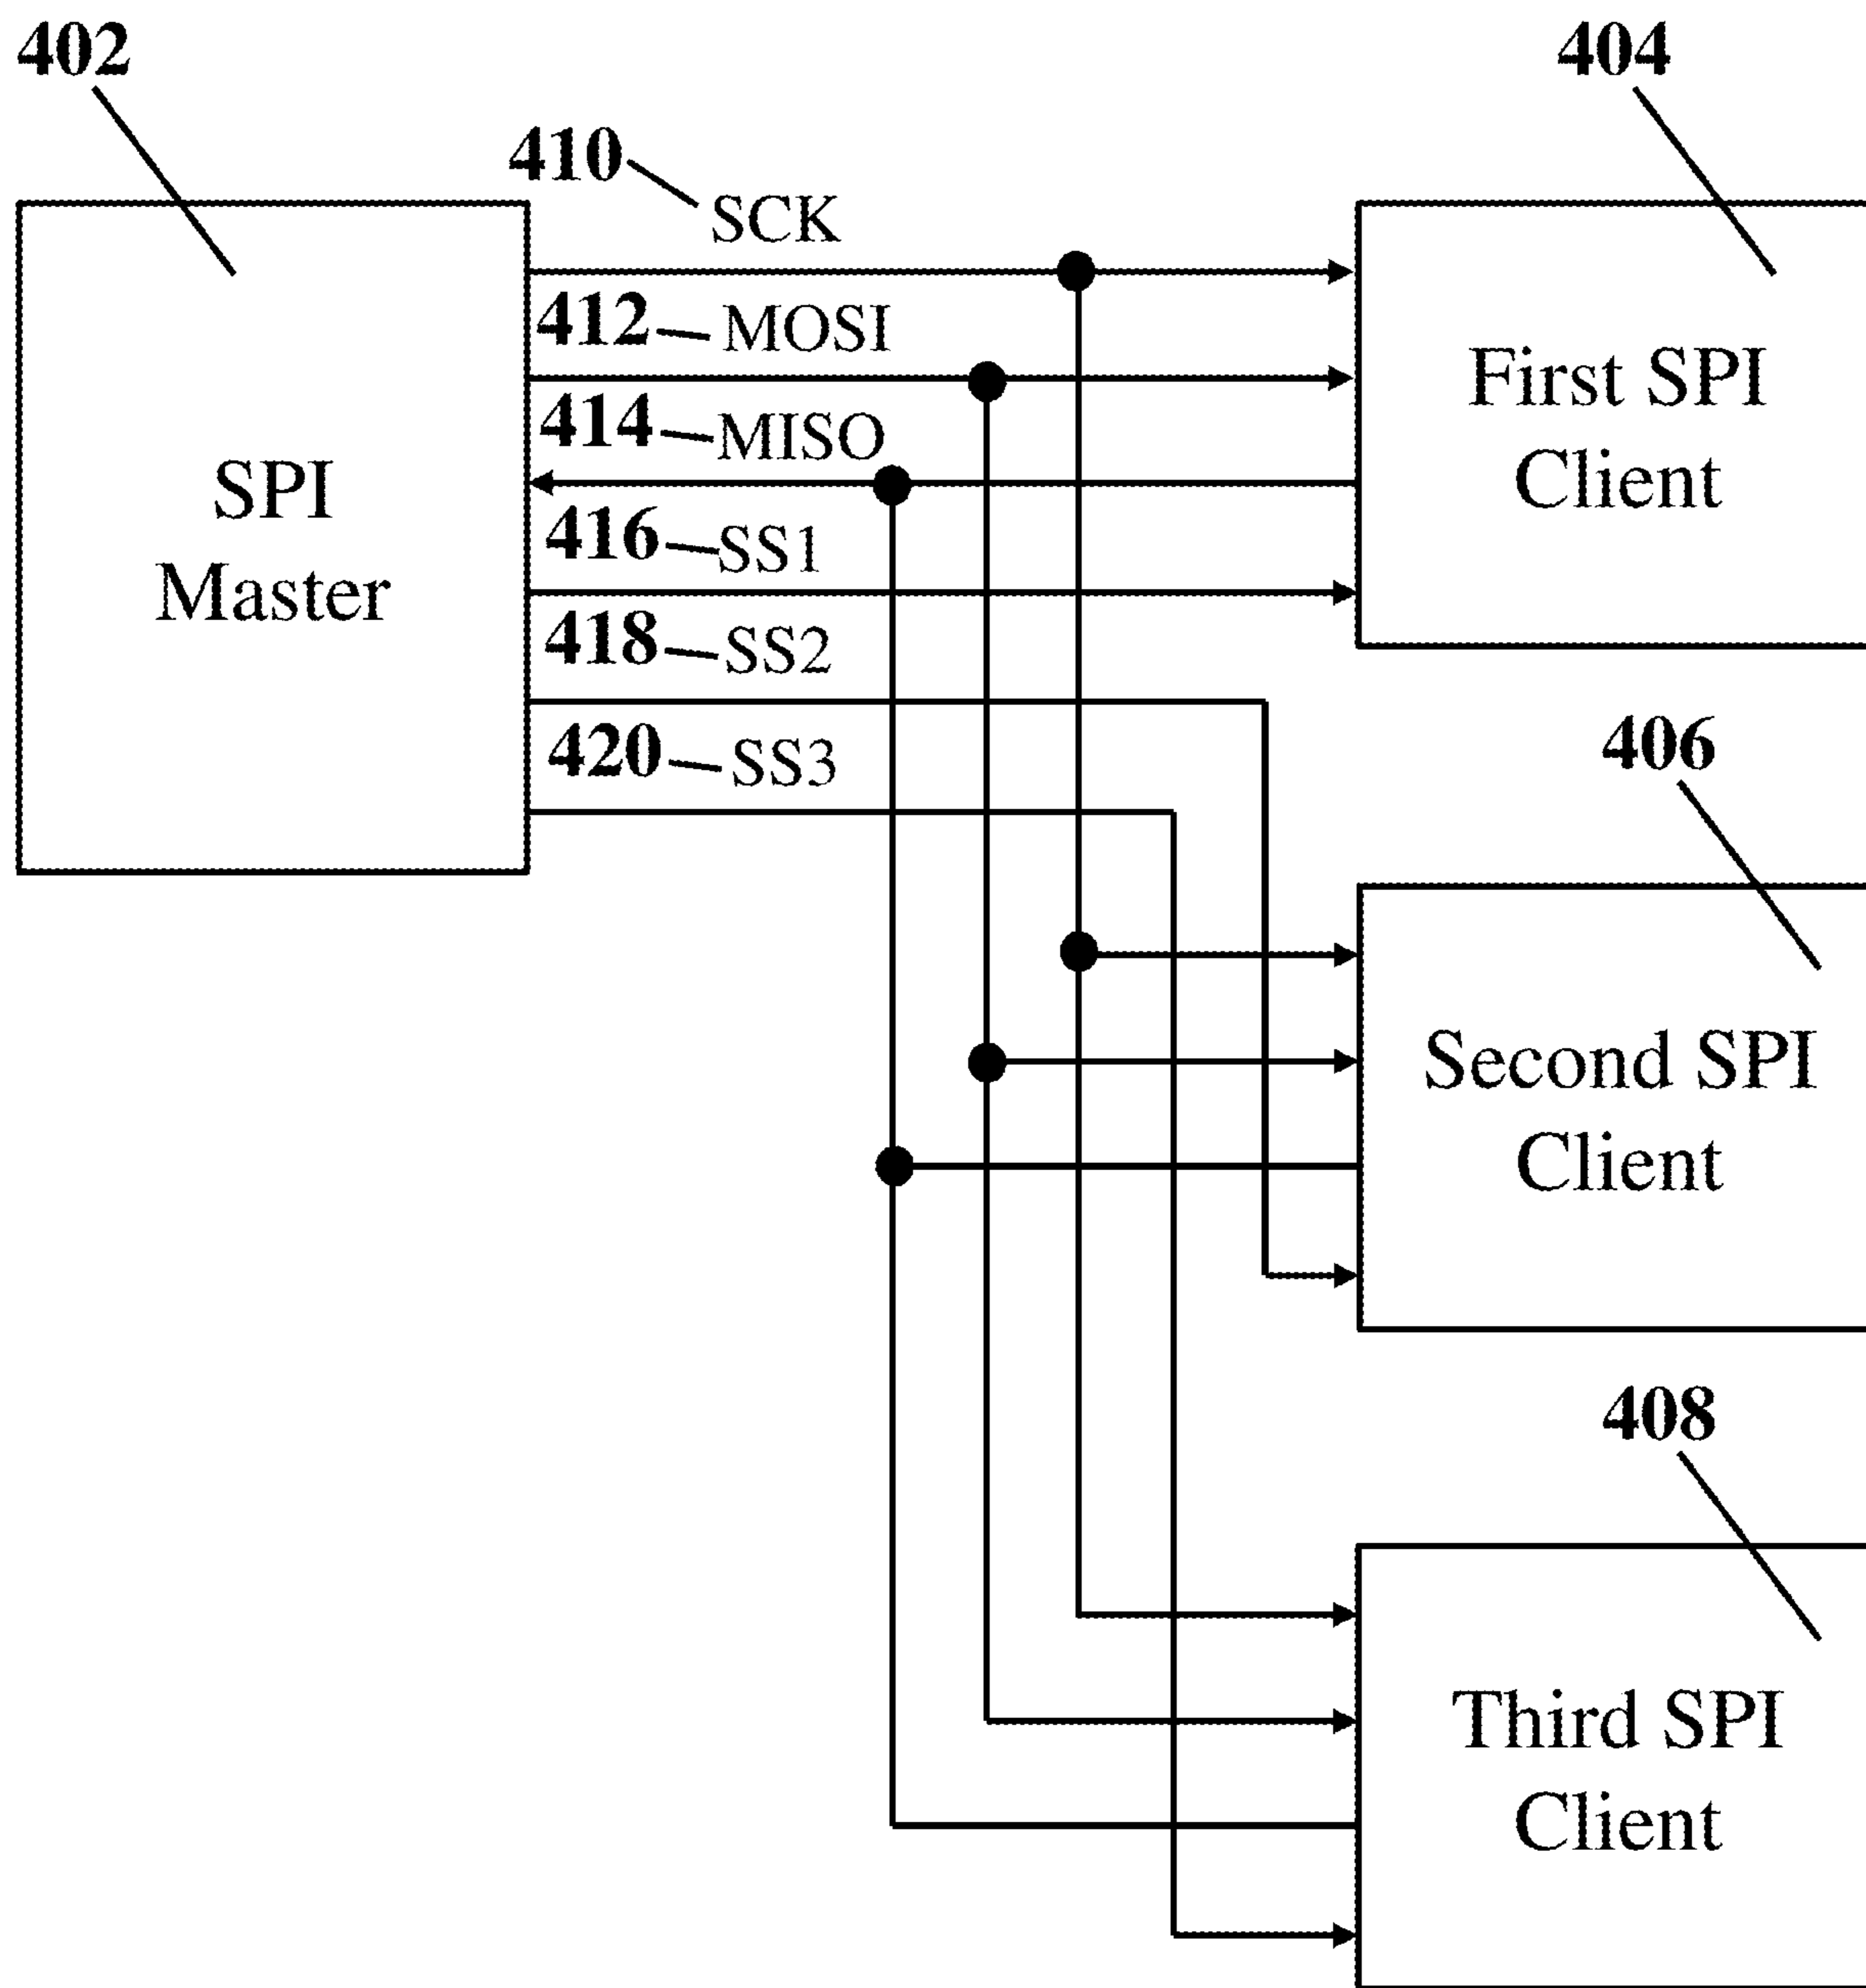 402
404
410
SCK
412
MOSI
414
MISO
416
SS1
418
SS2
420
SS3
SPI
Master
First SPI
Client
406
Second SPI
Client
408
Third SPI
Client